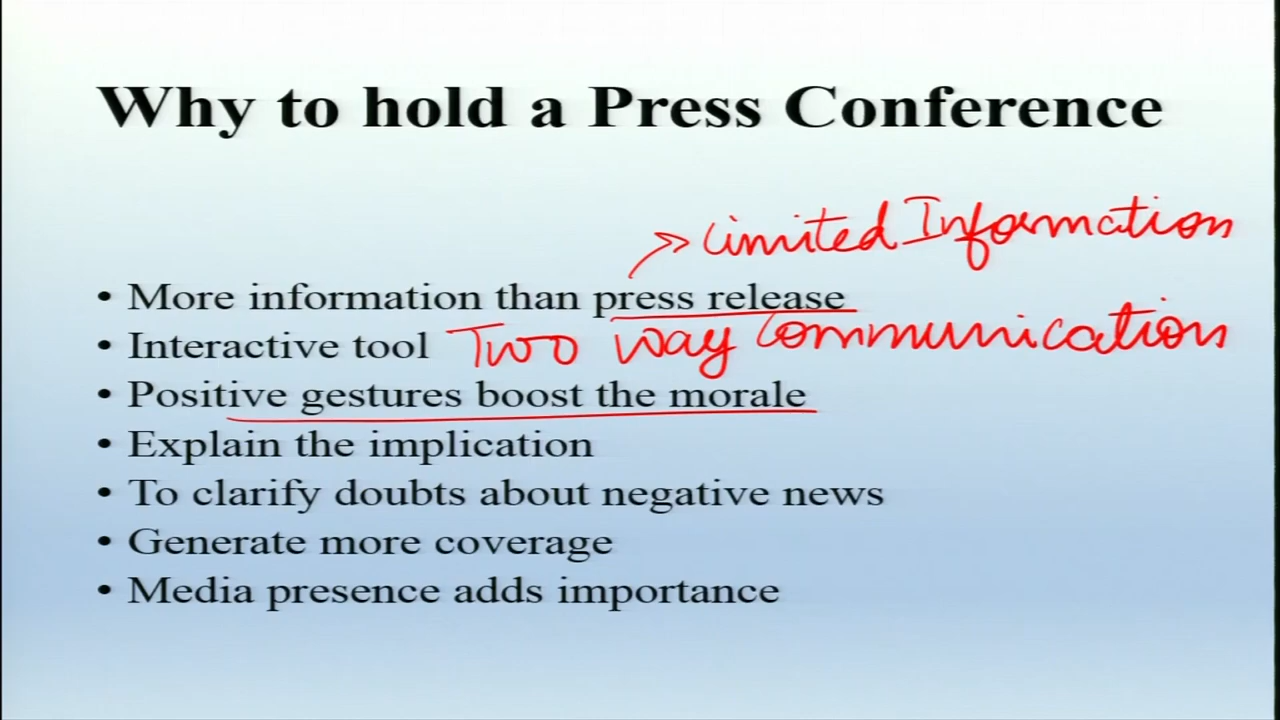 Why to hold a Press Conference
Limited Information
• More information than press release
• Interactive tool Two way Communication
• Positive gestures boost the morale
• Explain the implication
• To clarify doubts about negative news
• Generate more coverage
• Media presence adds importance